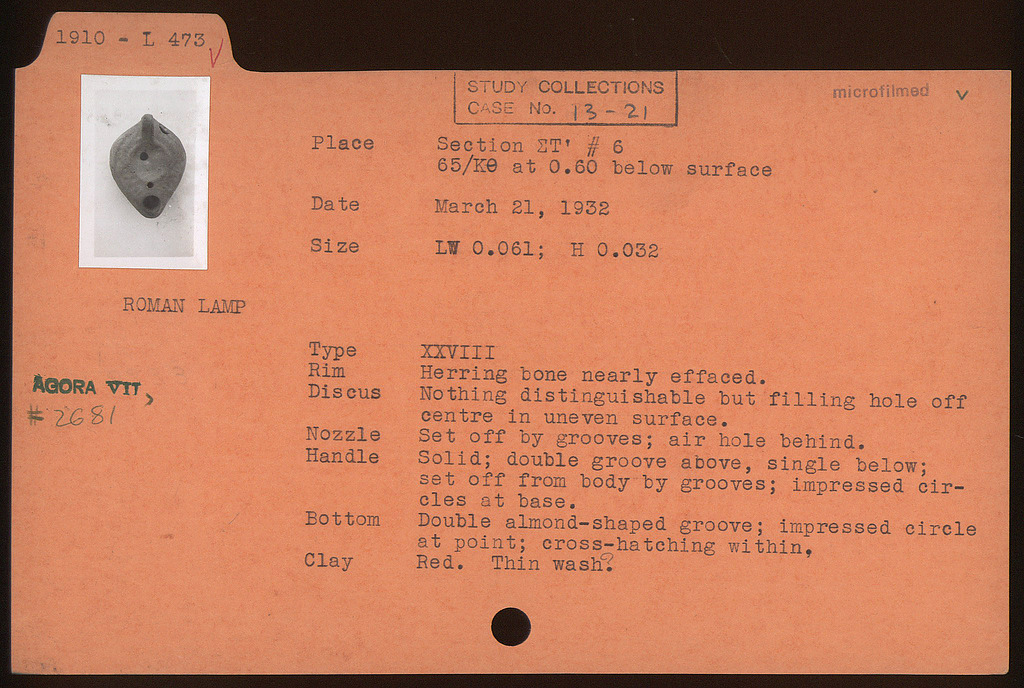 1910 - L 473 ✓
STUDY COLLECTIONS
CASE No. 13-21
microfilmed ✓
Place Section ΣΤ' # 6
65/ΚΘ at 0.60 below surface
Date March 21, 1932
Size LW 0.061; H 0.032
ROMAN LAMP
Type XXVIII
Rim Herring bone nearly effaced.
Discus Nothing distinguishable but filling hole off
centre in uneven surface.
Nozzle Set off by grooves; air hole behind.
Handle Solid; double groove above, single below;
set off from body by grooves; impressed cir-
cles at base.
Bottom Double almond-shaped groove; impressed circle
at point; cross-hatching within,
Clay Red. Thin wash?
AGORA VII,
# 2681